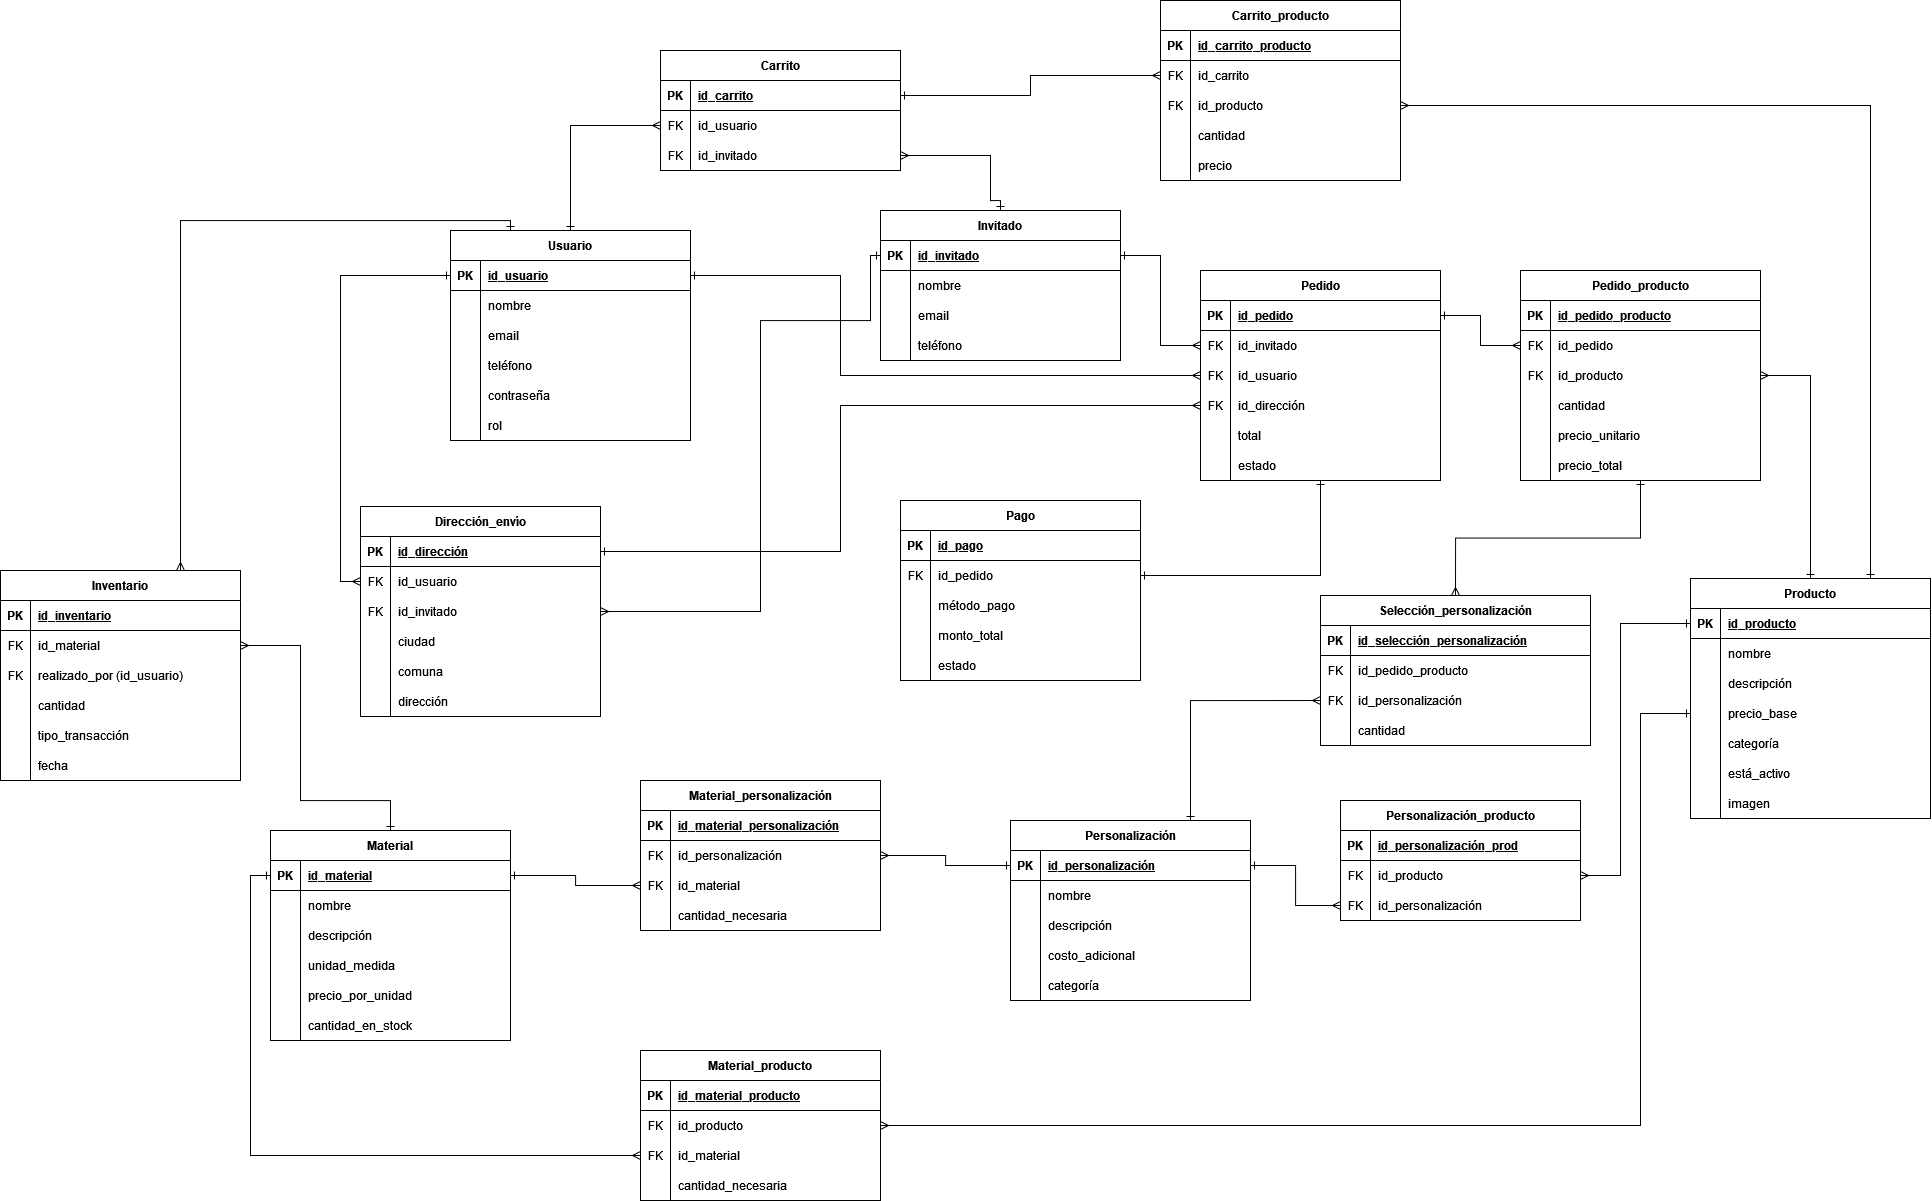 Carrito_producto
PK id_carrito_producto
FK id_carrito
FK id_producto
cantidad
precio
Carrito
PK id_carrito
FK id_usuario
FK id_invitado
Usuario
PK id_usuario
nombre
email
teléfono
contraseña
rol
Invitado
PK id_invitado
nombre
email
teléfono
Pedido
PK id_pedido
FK id_invitado
FK id_usuario
FK id_dirección
total
estado
Pedido_producto
PK id_pedido_producto
FK id_pedido
FK id_producto
cantidad
precio_unitario
precio_total
Dirección_envío
PK id_dirección
FK id_usuario
FK id_invitado
ciudad
comuna
dirección
Pago
PK id_pago
FK id_pedido
método_pago
monto_total
estado
Inventario
PK id_inventario
FK id_material
FK realizado_por (id_usuario)
cantidad
tipo_transacción
fecha
Selección_personalización
PK id_selección_personalización
FK id_pedido_producto
FK id_personalización
cantidad
Producto
PK id_producto
nombre
descripción
precio_base
categoría
está_activo
imagen
Material
PK id_material
nombre
descripción
unidad_medida
precio_por_unidad
cantidad_en_stock
Material_personalización
PK id_material_personalización
FK id_personalización
FK id_material
cantidad_necesaria
Personalización
PK id_personalización
nombre
descripción
costo_adicional
categoría
Personalización_producto
PK id_personalización_prod
FK id_producto
FK id_personalización
Material_producto
PK id_material_producto
FK id_producto
FK id_material
cantidad_necesaria